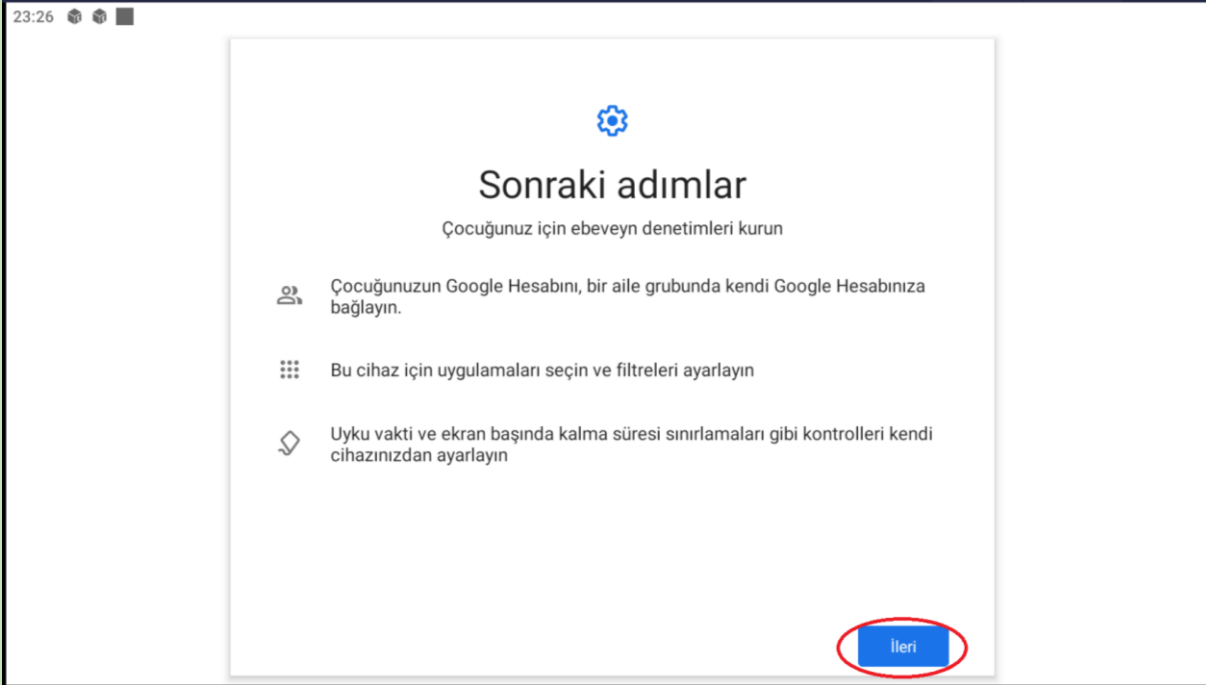 23:26
Sonraki adımlar
Çocuğunuz için ebeveyn denetimleri kurun
Çocuğunuzun Google Hesabını, bir aile grubunda kendi Google Hesabınıza
bağlayın.
Bu cihaz için uygulamaları seçin ve filtreleri ayarlayın
Uyku vakti ve ekran başında kalma süresi sınırlamaları gibi kontrolleri kendi
cihazınızdan ayarlayın
İleri